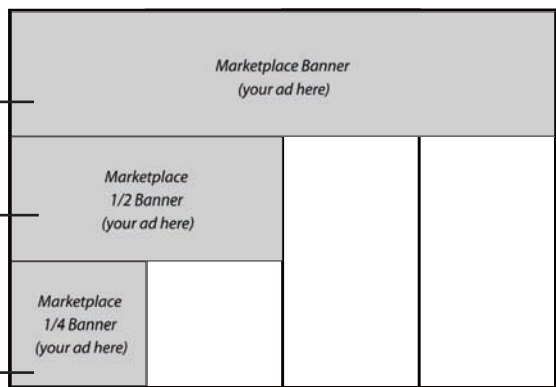 Marketplace Banner
(your ad here)
Marketplace
1/2 Banner
(your ad here)
Marketplace
1/4 Banner
(your ad here)